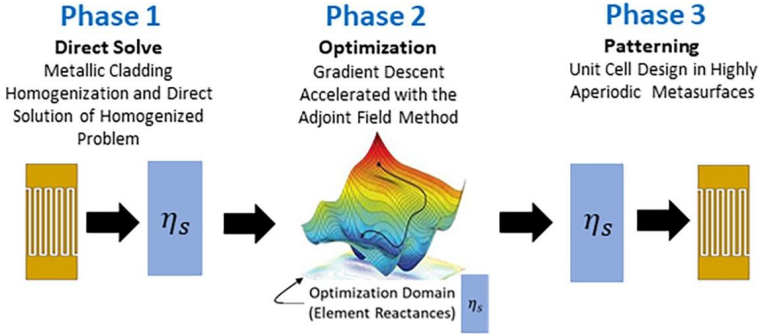 Phase 1
Direct Solve
Metallic Cladding
Homogenization and Direct
Solution of Homogenized
Problem
ηs
Phase 2
Optimization
Gradient Descent
Accelerated with the
Adjoint Field Method
Optimization Domain
(Element Reactances)
ηs
Phase 3
Patterning
Unit Cell Design in Highly
Aperiodic Metasurfaces
ηs